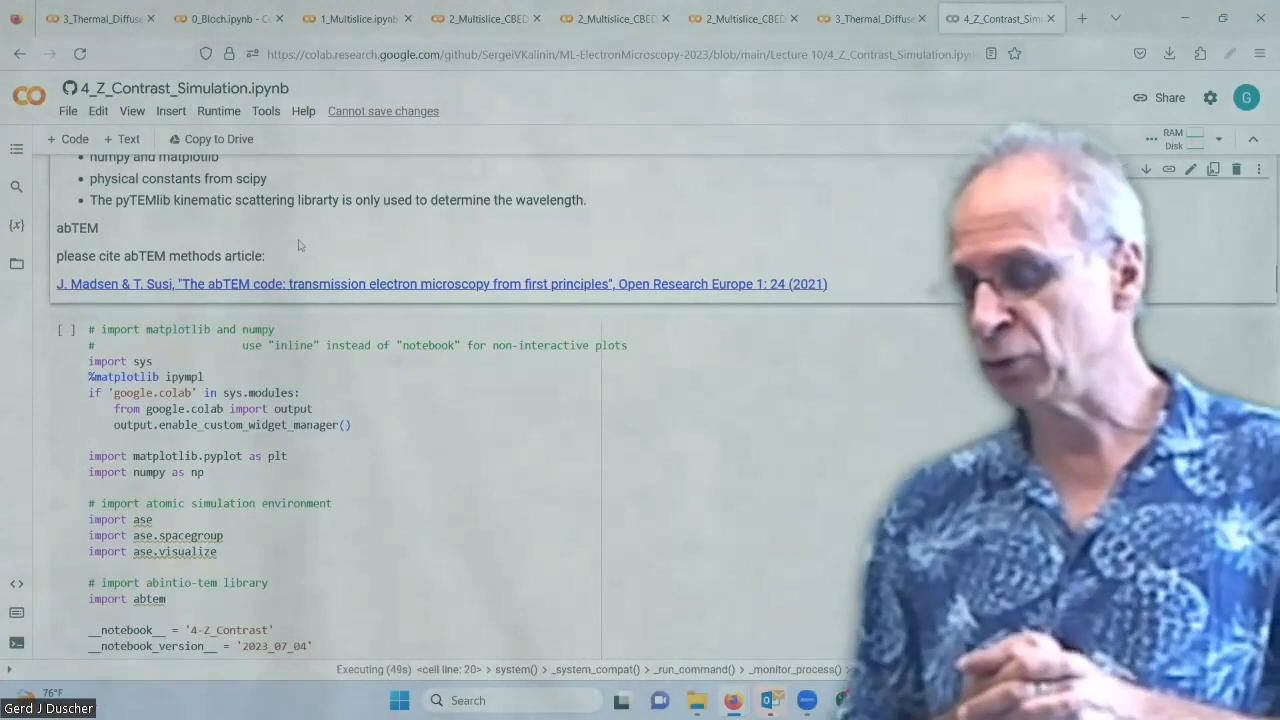 3_Thermal_Diffuse
0_Bloch.ipynb - C
1_Multislice.ipynb
2_Multislice_CBED
2_Multislice_CBED
2_Multislice_CBED
3_Thermal_Diffuse
4_Z_Contrast_Sim
https://colab.research.google.com/github/SergeiVKalinin/ML-ElectronMicroscopy-2023/blob/main/Lecture 10/4_Z_Contrast_Simulation.ipy
4_Z_Contrast_Simulation.ipynb
File Edit View Insert Runtime Tools Help Cannot save changes
Share
G
+ Code + Text Copy to Drive
RAM
Disk
• numpy and matplotlib
• physical constants from scipy
• The pyTEMlib kinematic scattering librarty is only used to determine the wavelength.
abTEM
please cite abTEM methods article:
J. Madsen & T. Susi, "The abTEM code: transmission electron microscopy from first principles", Open Research Europe 1: 24 (2021)
[ ] # import matplotlib and numpy
# use "inline" instead of "notebook" for non-interactive plots
import sys
%matplotlib ipympl
if 'google.colab' in sys.modules:
from google.colab import output
output.enable_custom_widget_manager()
import matplotlib.pyplot as plt
import numpy as np
# import atomic simulation environment
import ase
import ase.spacegroup
import ase.visualize
# import abintio-tem library
import abtem
__notebook__ = '4-Z_Contrast'
__notebook_version__ = '2023_07_04'
Executing (49s) <cell line: 20> > system() > _system_compat() > _run_command() > _monitor_process()
76°F
Search
Gerd J Duscher